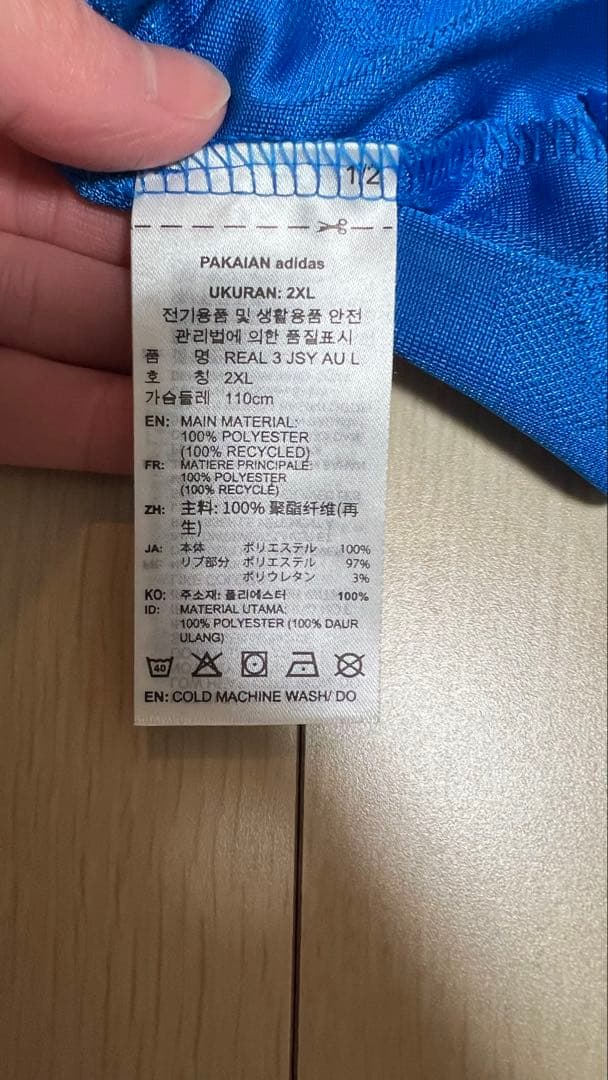 1/2
PAKAIAN adidas
UKURAN: 2XL
전기용품 및 생활용품 안전
관리법에 의한 품질표시
품 명 REAL 3 JSY AU L
호 칭 2XL
가슴둘레 110cm
EN: MAIN MATERIAL:
100% POLYESTER
(100% RECYCLED)
FR: MATIERE PRINCIPALE:
100% POLYESTER
(100% RECYCLÉ)
ZH: 主料: 100% 聚酯纤维(再
生)
JA: 本体 ポリエステル 100%
リブ部分 ポリエステル 97%
ポリウレタン 3%
KO: 주소재: 폴리에스터 100%
ID: MATERIAL UTAMA:
100% POLYESTER (100% DAUR
ULANG)
40
EN: COLD MACHINE WASH/ DO